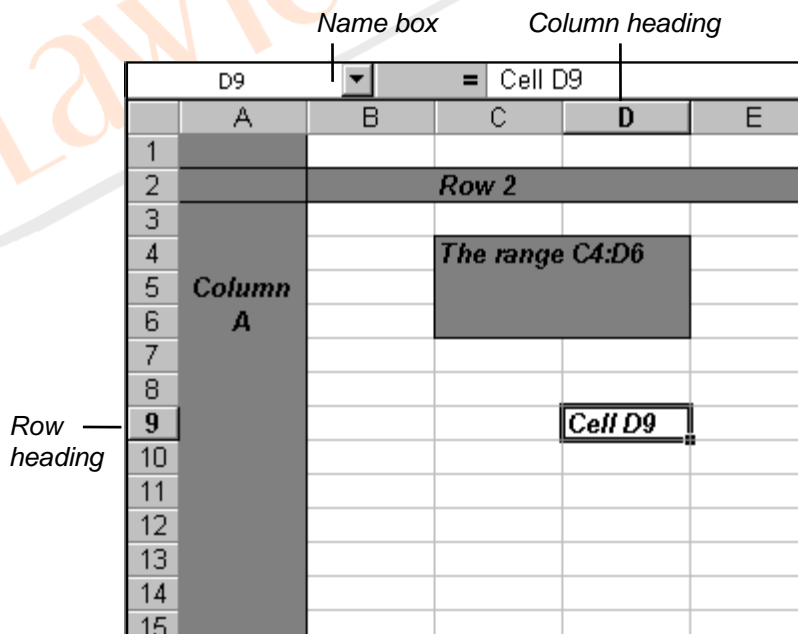 Name box Column heading
D9 = Cell D9
A B C D E
1
2 Row 2
3
4 The range C4:D6
5 Column
6 A
7
8
Row 9 Cell D9
heading 10
11
12
13
14
15
Lawic